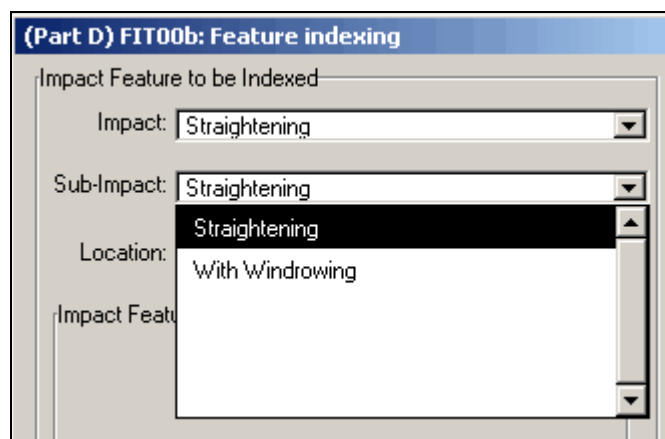 (Part D) FIT00b: Feature indexing
Impact Feature to be Indexed
Impact: Straightening
Sub-Impact: Straightening
Straightening
Location:
With Windrowing
Impact Featu